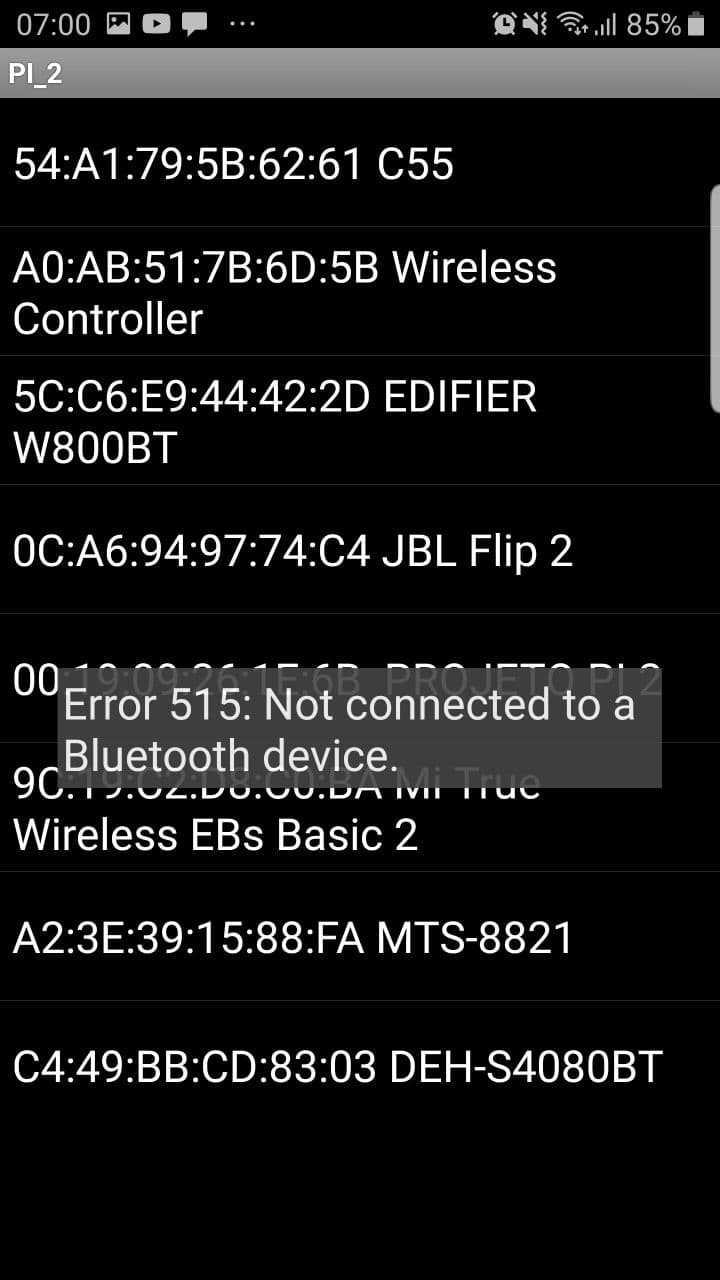 07:00 ... 85%
PI_2
54:A1:79:5B:62:61 C55
A0:AB:51:7B:6D:5B Wireless
Controller
5C:C6:E9:44:42:2D EDIFIER
W800BT
0C:A6:94:97:74:C4 JBL Flip 2
00:19:09:26:1E:6B PROJETO PI 2
Error 515: Not connected to a
Bluetooth device.
9C:19:C2:D8:C0:BA Mi True
Wireless EBs Basic 2
A2:3E:39:15:88:FA MTS-8821
C4:49:BB:CD:83:03 DEH-S4080BT